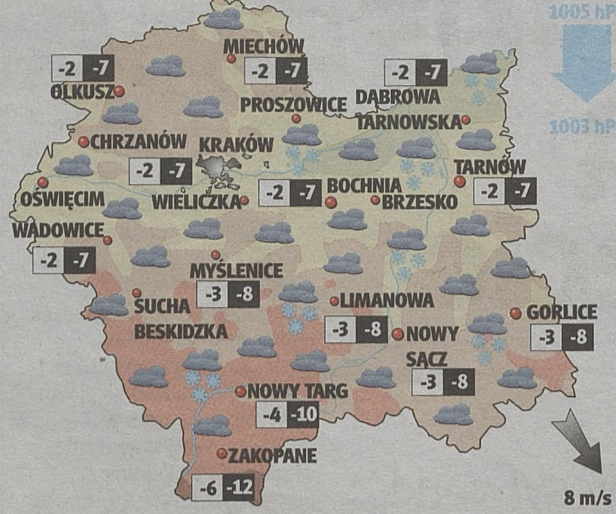 1005 hP
MIECHÓW
-2 -7
-2 -7
-2 -7
OLKUSZ
PROSZOWICE
DĄBROWA
TARNOWSKA
1003 hP
CHRZANÓW
KRAKÓW
-2 -7
TARNÓW
-2 -7
OŚWIĘCIM
WIELICZKA
-2 -7
BOCHNIA
BRZESKO
WADOWICE
-2 -7
MYŚLENICE
-3 -8
SUCHA
BESKIDZKA
LIMANOWA
-3 -8
GORLICE
-3 -8
NOWY
SĄCZ
-3 -8
NOWY TARG
-4 -10
ZAKOPANE
-6 -12
8 m/s